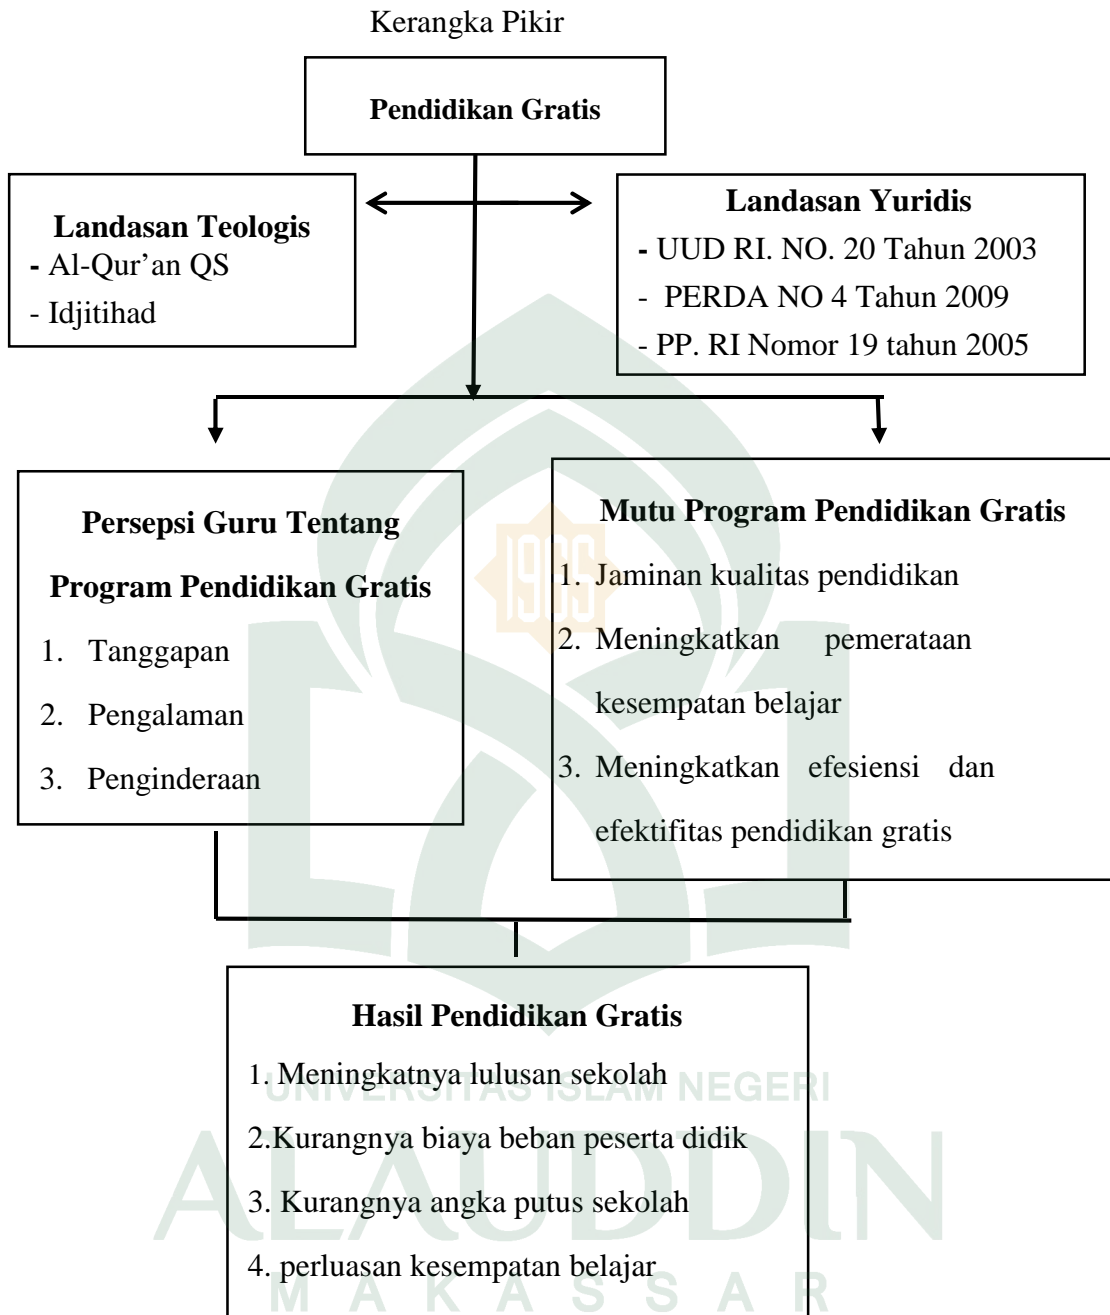 Kerangka Pikir
Pendidikan Gratis
Landasan Teologis
- Al-Qur’an QS
- Idjitihad
Landasan Yuridis
- UUD RI. NO. 20 Tahun 2003
- PERDA NO 4 Tahun 2009
- PP. RI Nomor 19 tahun 2005
Persepsi Guru Tentang
Program Pendidikan Gratis
1. Tanggapan
2. Pengalaman
3. Penginderaan
Mutu Program Pendidikan Gratis
1. Jaminan kualitas pendidikan
2. Meningkatkan pemerataan
kesempatan belajar
3. Meningkatkan efesiensi dan
efektifitas pendidikan gratis
1965
Hasil Pendidikan Gratis
1. Meningkatnya lulusan sekolah
2.Kurangnya biaya beban peserta didik
3. Kurangnya angka putus sekolah
4. perluasan kesempatan belajar
UNIVERSITAS ISLAM NEGERI
ALAUDDIN
MAKASSAR